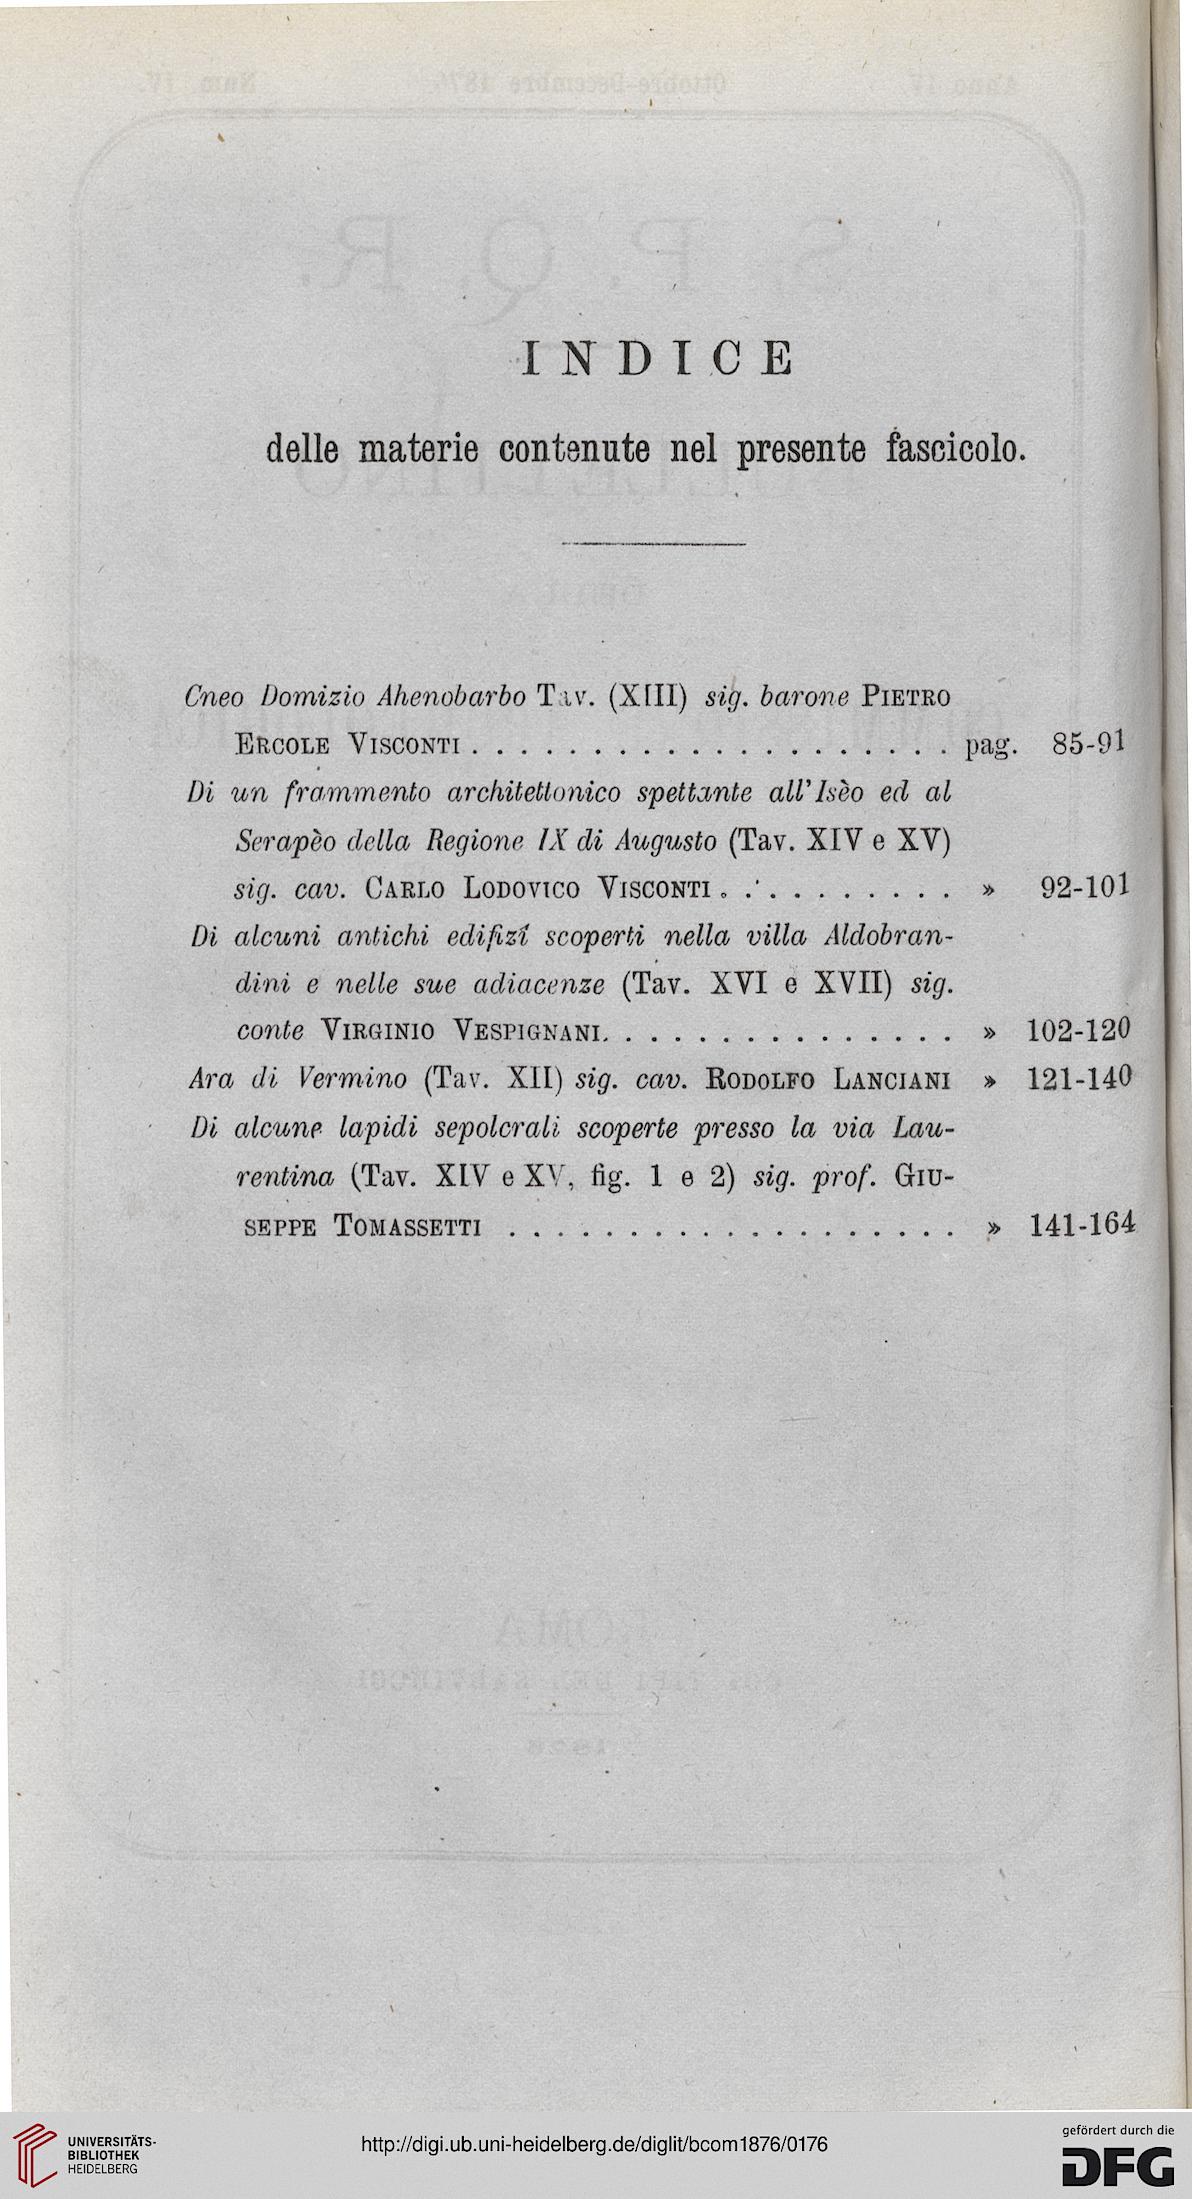 INDICE
delle materie contenute nel presente fascicolo.
Cneo Domizio Ahenobarbo Tav. (XIII) sig. barone PIETRO
ERCOLE VISCONTI . . . . . . . . . . . . . . . . . . . . pag. 85-91
Di un frammento architettonico spettante all'Isèo ed al
Serapèo della Regione IX di Augusto (Tav. XIV e XV)
sig. cav. CARLO LODOVICO VISCONTI . . . . . . . . . . » 92-101
Di alcuni antichi edifizî scoperti nella villa Aldobran-
dini e nelle sue adiacenze (Tav. XVI e XVII) sig.
conte VIRGINIO VESPIGNANI. . . . . . . . . . . . . . . » 102-120
Ara di Vermino (Tav. XII) sig. cav. RODOLFO LANCIANI » 121-140
Di alcune lapidi sepolcrali scoperte presso la via Lau-
rentina (Tav. XIV e XV, fig. 1 e 2) sig. prof. GIU-
SEPPE TOMASSETTI . . . . . . . . . . . . . . . . . . . » 141-164
UNIVERSITÄTS-
BIBLIOTHEK
HEIDELBERG
http://digi.ub.uni-heidelberg.de/diglit/bcom1876/0176
gefördert durch die
DFG